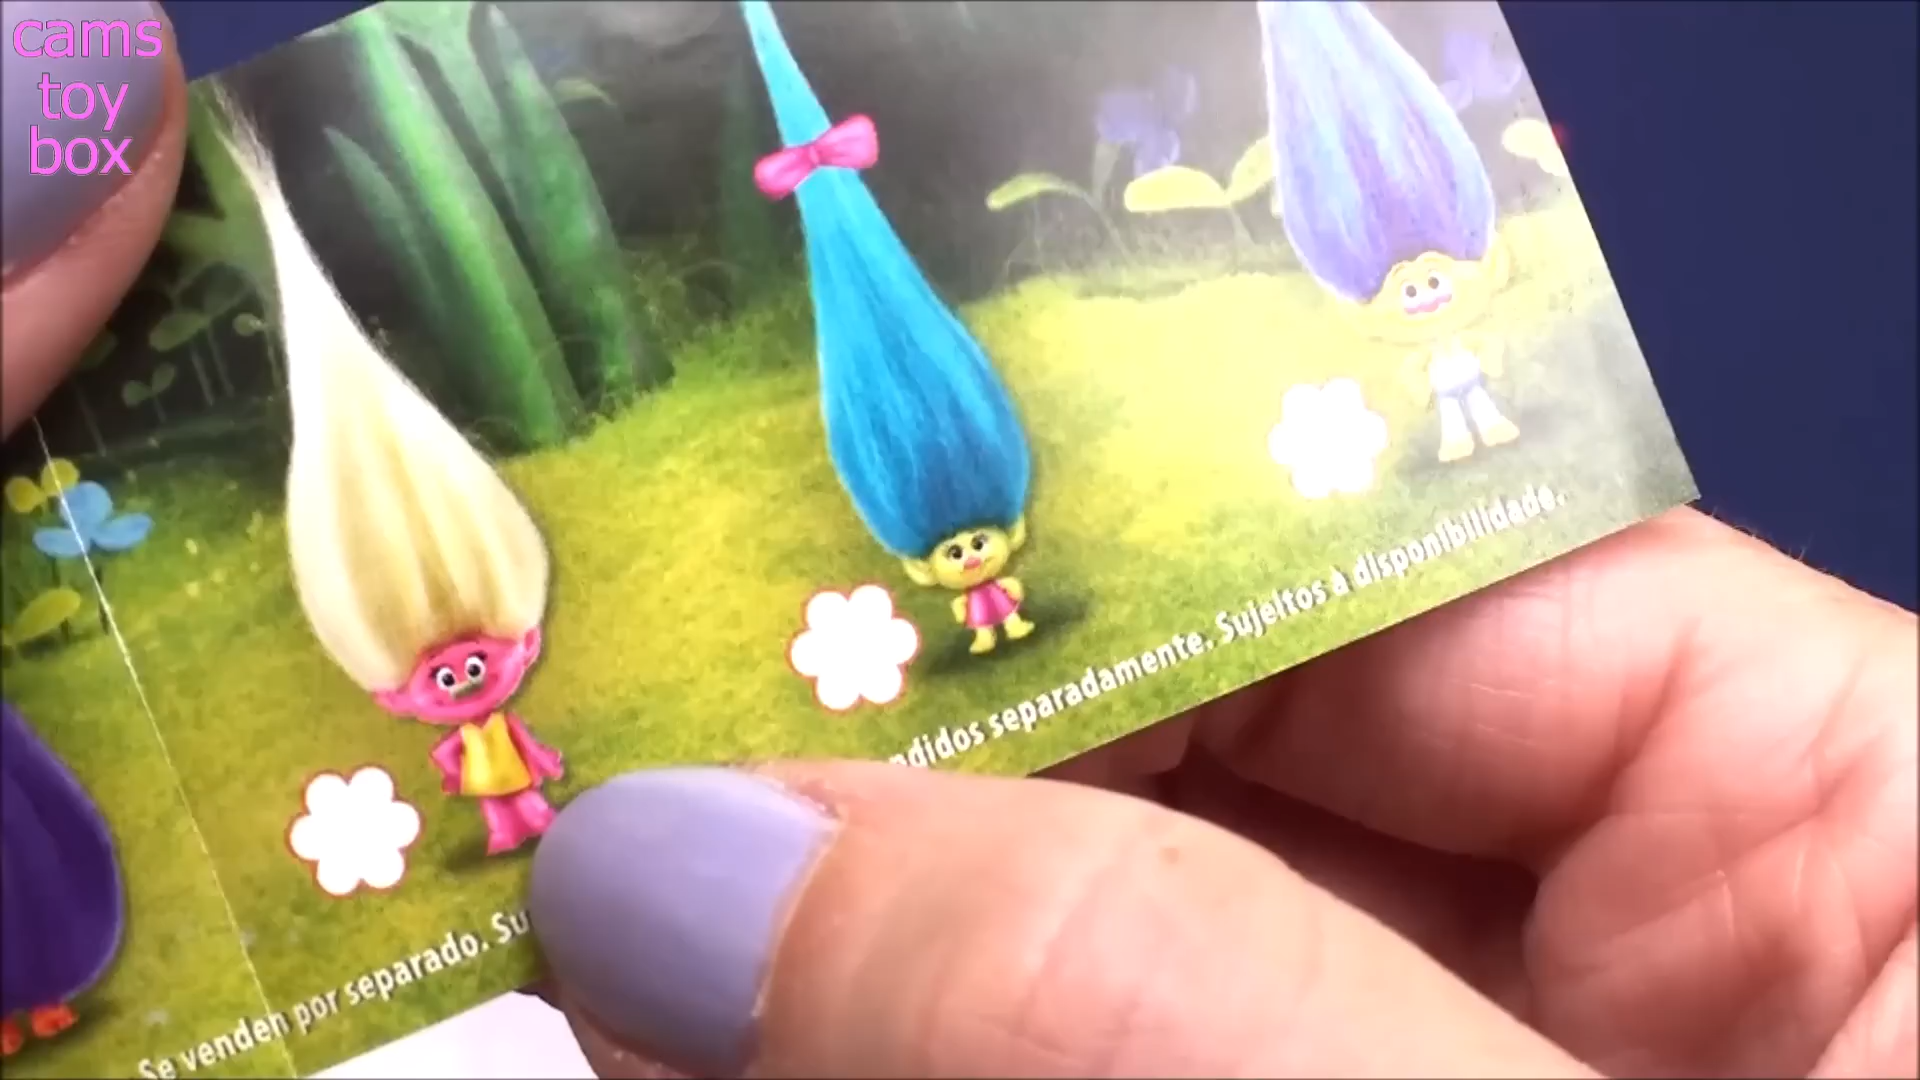 cams
toy
box
Se venden por separado. Su
ndidos separadamente. Sujeitos à disponibilidade.